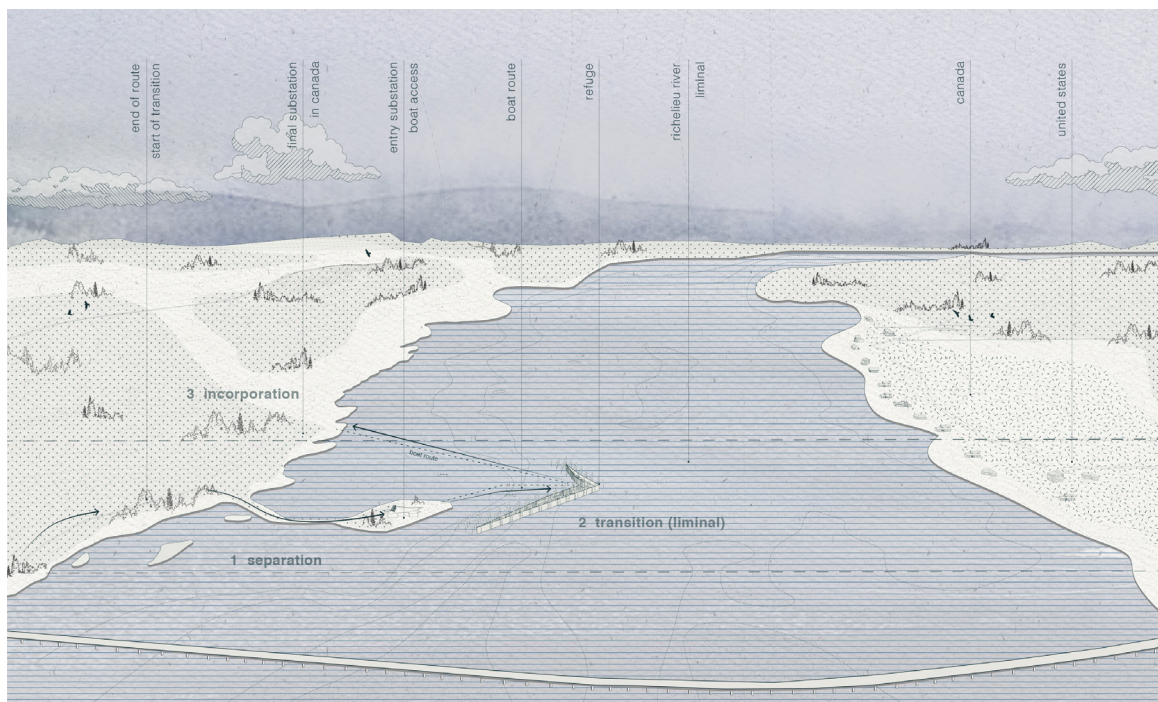 end of route
start of transition
final substation
in canada
entry substation
boat access
boat route
refuge
richelieu river
liminal
canada
united states
3 incorporation
boat route
2 transition (liminal)
1 separation